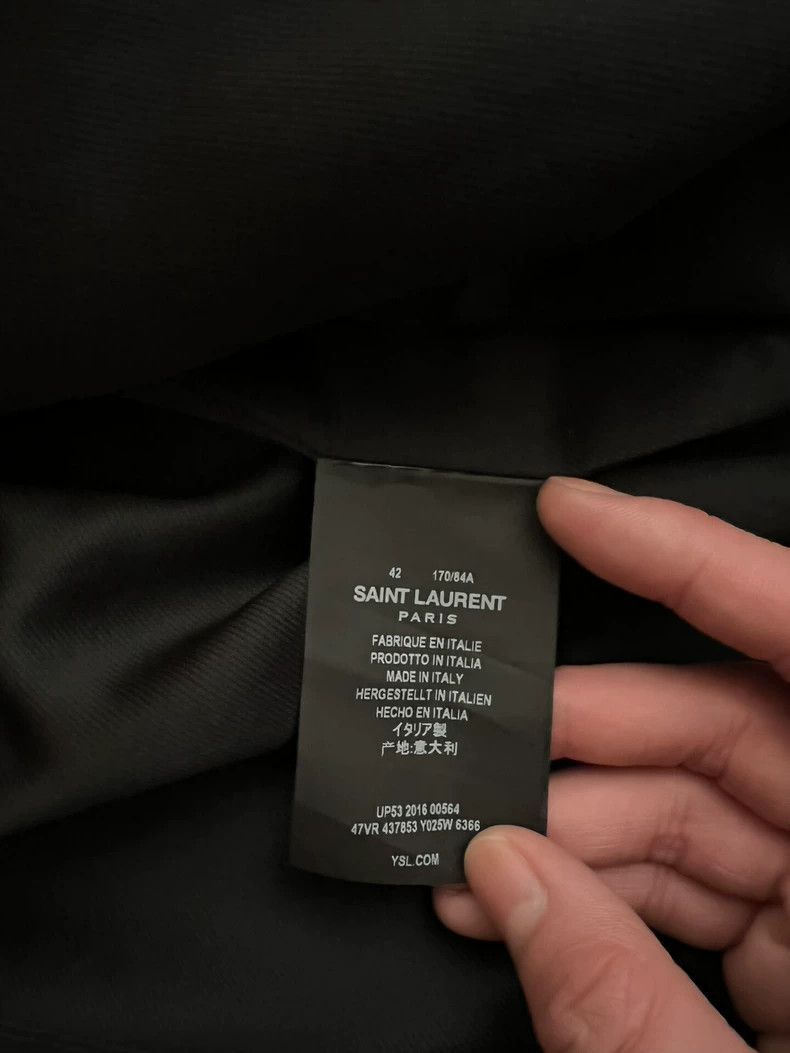 42 170/84A
SAINT LAURENT
PARIS
FABRIQUE EN ITALIE
PRODOTTO IN ITALIA
MADE IN ITALY
HERGESTELLT IN ITALIEN
HECHO EN ITALIA
イタリア製
产地:意大利
UP53 2016 00564
47VR 437853 Y025W 6366
YSL.COM